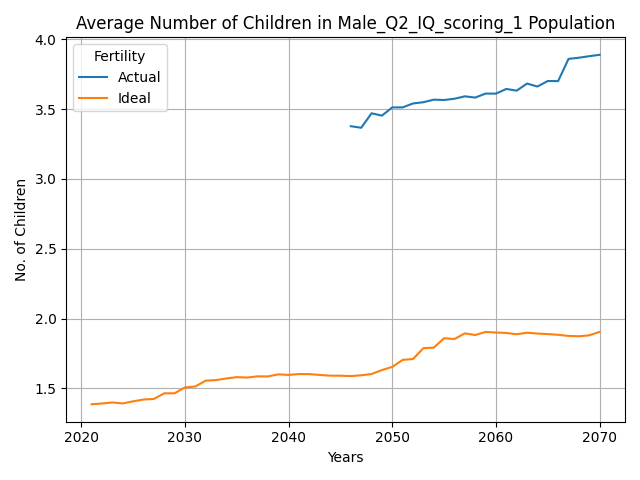 Average Number of Children in Male_Q2_IQ_scoring_1 Population
Fertility
Actual
Ideal
No. of Children
4.0
3.5
3.0
2.5
2.0
1.5
2020 2030 2040 2050 2060 2070
Years